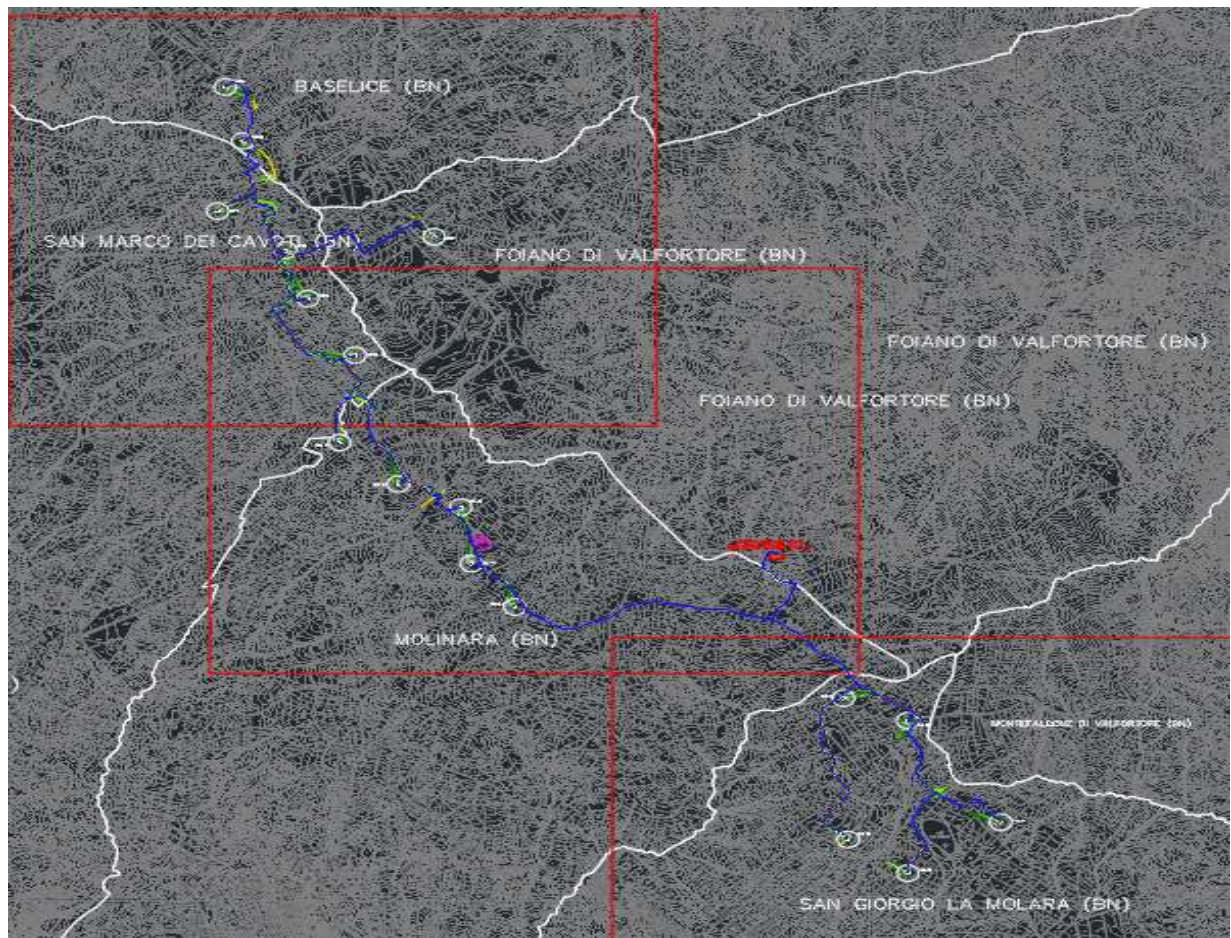 BASELICE (BN)
SAN MARCO DEI CAVOTI (BN)
FOIANO DI VALFORTORE (BN)
FOIANO DI VALFORTORE (BN)
FOIANO DI VALFORTORE (BN)
MOLINARA (BN)
MONTEFALCONE DI VALFORTORE (BN)
SAN GIORGIO LA MOLARA (BN)